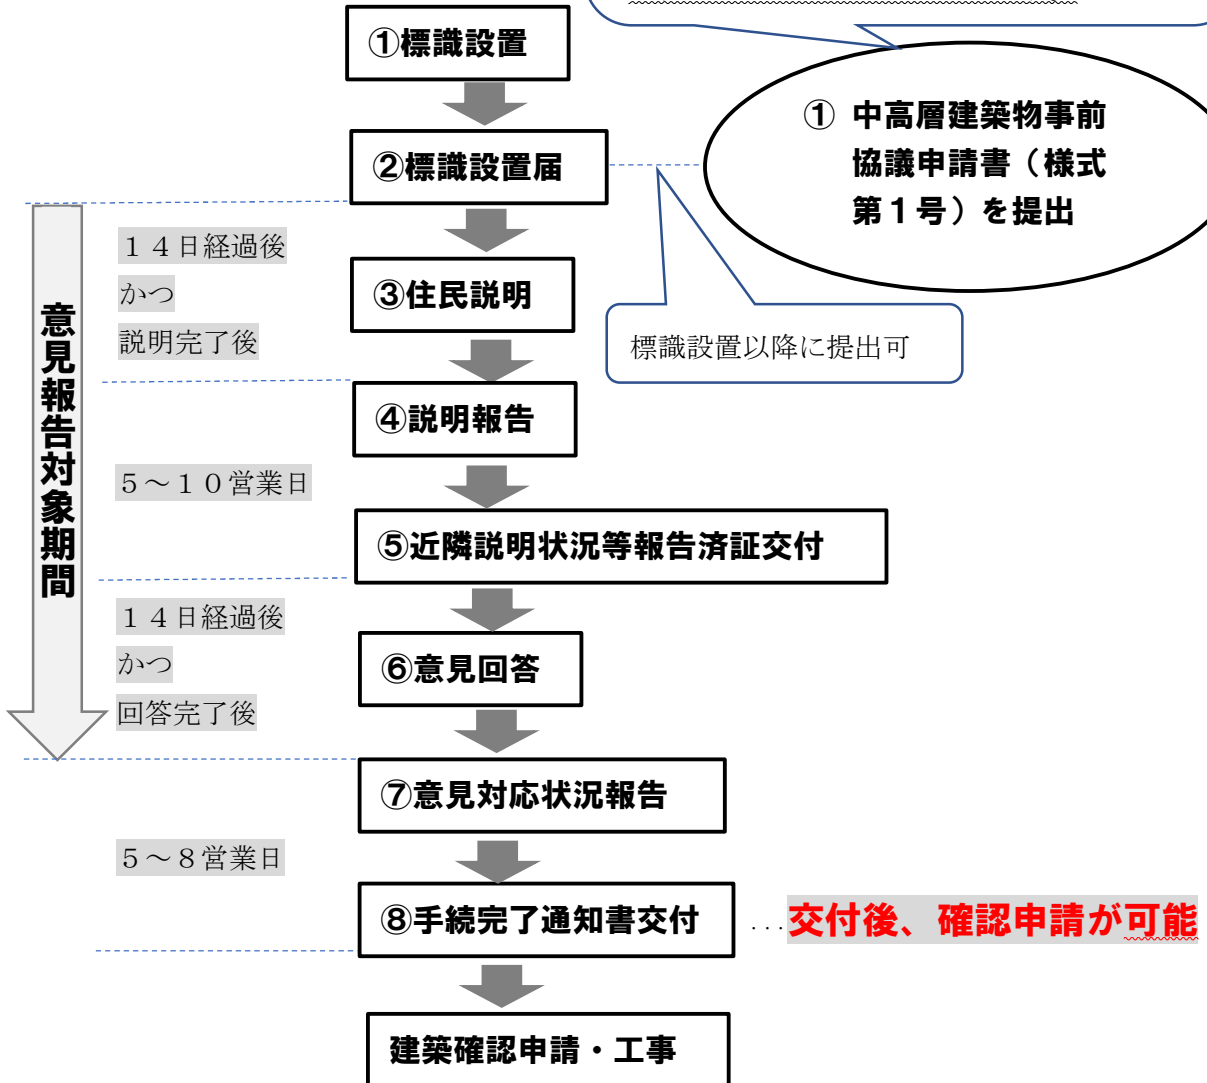 ①標識設置
① 中高層建築物事前
協議申請書（様式
第１号）を提出
②標識設置届
１４日経過後
かつ
説明完了後
③住民説明
標識設置以降に提出可
意見報告対象期間
④説明報告
５～１０営業日
⑤近隣説明状況等報告済証交付
１４日経過後
かつ
回答完了後
⑥意見回答
⑦意見対応状況報告
５～８営業日
⑧手続完了通知書交付
...交付後、確認申請が可能
建築確認申請・工事